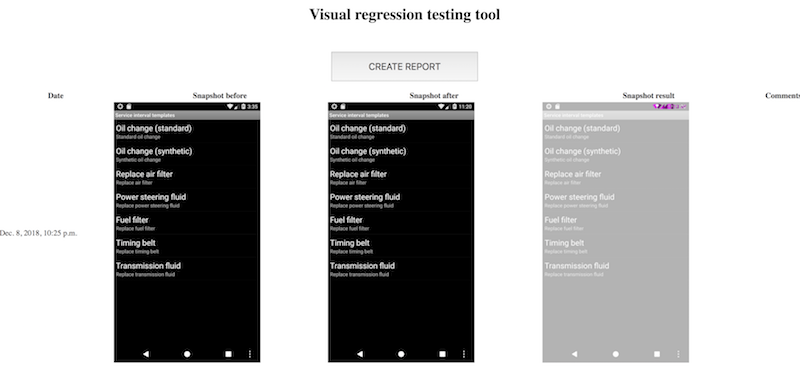 Visual regression testing tool
CREATE REPORT
Date Snapshot before Snapshot after Snapshot result Comments
3:35
Service interval templates
Oil change (standard)
Standard oil change
Oil change (synthetic)
Synthetic oil change
Replace air filter
Replace air filter
Power steering fluid
Replace power steering fluid
Fuel filter
Replace fuel filter
Timing belt
Replace timing belt
Transmission fluid
Replace transmission fluid
11:20
Service interval templates
Oil change (standard)
Standard oil change
Oil change (synthetic)
Synthetic oil change
Replace air filter
Replace air filter
Power steering fluid
Replace power steering fluid
Fuel filter
Replace fuel filter
Timing belt
Replace timing belt
Transmission fluid
Replace transmission fluid
Service interval templates
Oil change (standard)
Standard oil change
Oil change (synthetic)
Synthetic oil change
Replace air filter
Replace air filter
Power steering fluid
Replace power steering fluid
Fuel filter
Replace fuel filter
Timing belt
Replace timing belt
Transmission fluid
Replace transmission fluid
Dec. 8, 2018, 10:25 p.m.